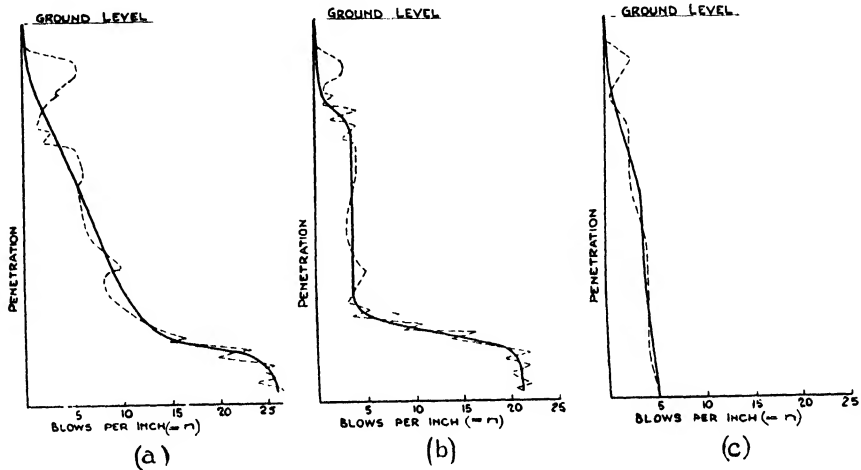 GROUND LEVEL
PENETRATION
5 10 15 20 25
BLOWS PER INCH (= n)
(a)
GROUND LEVEL
PENETRATION
5 10 15 20 25
BLOWS PER INCH (= n)
(b)
GROUND LEVEL
PENETRATION
5 10 15 20 25
BLOWS PER INCH (= n)
(c)